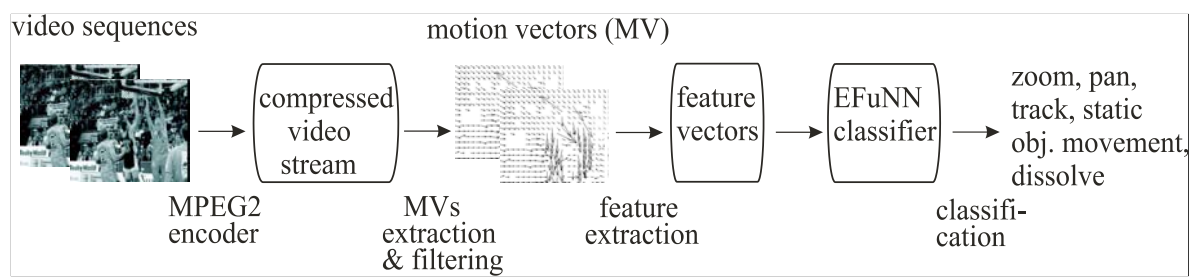 video sequences
motion vectors (MV)
compressed
video
stream
feature
vectors
EFuNN
classifier
zoom, pan,
track, static
obj. movement,
dissolve
MPEG2
encoder
MVs
extraction
& filtering
feature
extraction
classifi-
cation